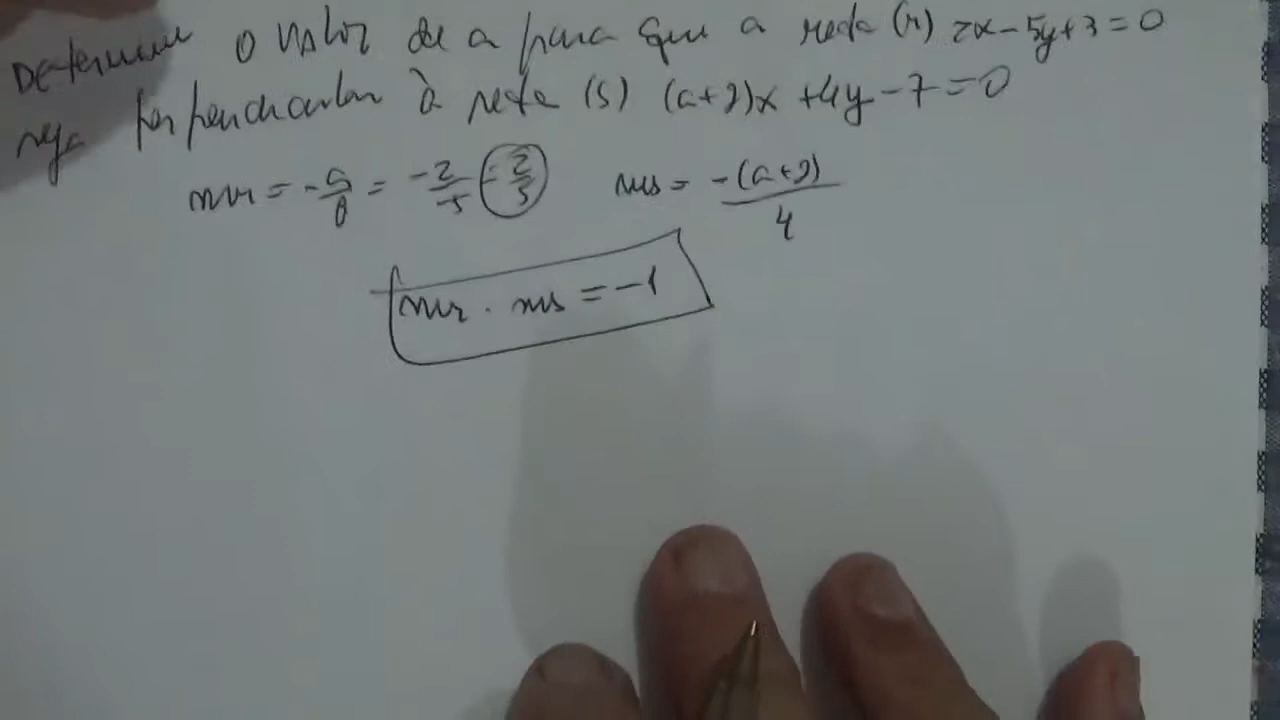 Determine o valor de a para que a reta (r) 2x-5y+3=0
seja perpendicular à reta (s) (a+2)x +4y-7=0
mr = -a/b = -2/-5 = 2/5 ms = -(a+2)/4
mr . ms = -1